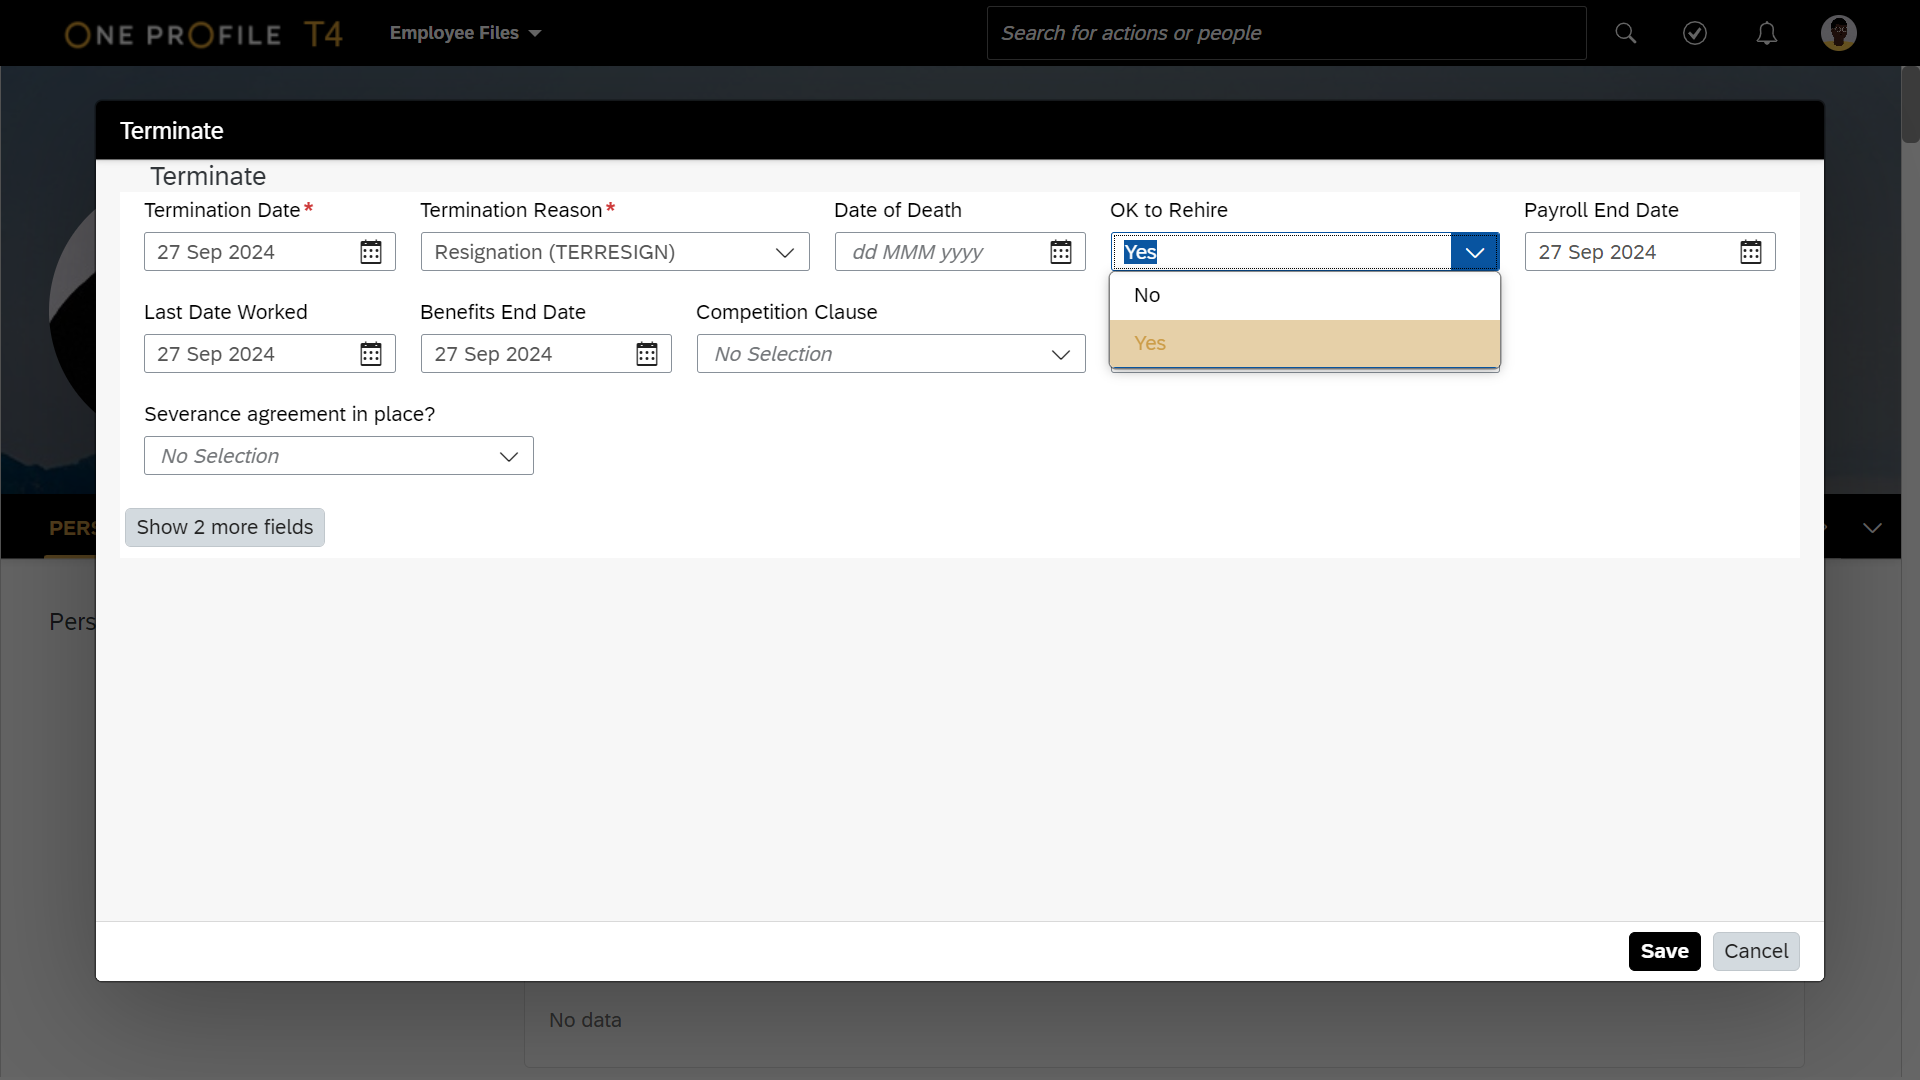 ONE PROFILE T4
Employee Files
Search for actions or people
Terminate
Terminate
Termination Date*
Termination Reason*
Date of Death
OK to Rehire
Payroll End Date
27 Sep 2024
Resignation (TERRESIGN)
dd MMM yyyy
Yes
27 Sep 2024
No
Yes
Last Date Worked
Benefits End Date
Competition Clause
27 Sep 2024
27 Sep 2024
No Selection
Severance agreement in place?
No Selection
Show 2 more fields
PERS
Pers
Save
Cancel
No data